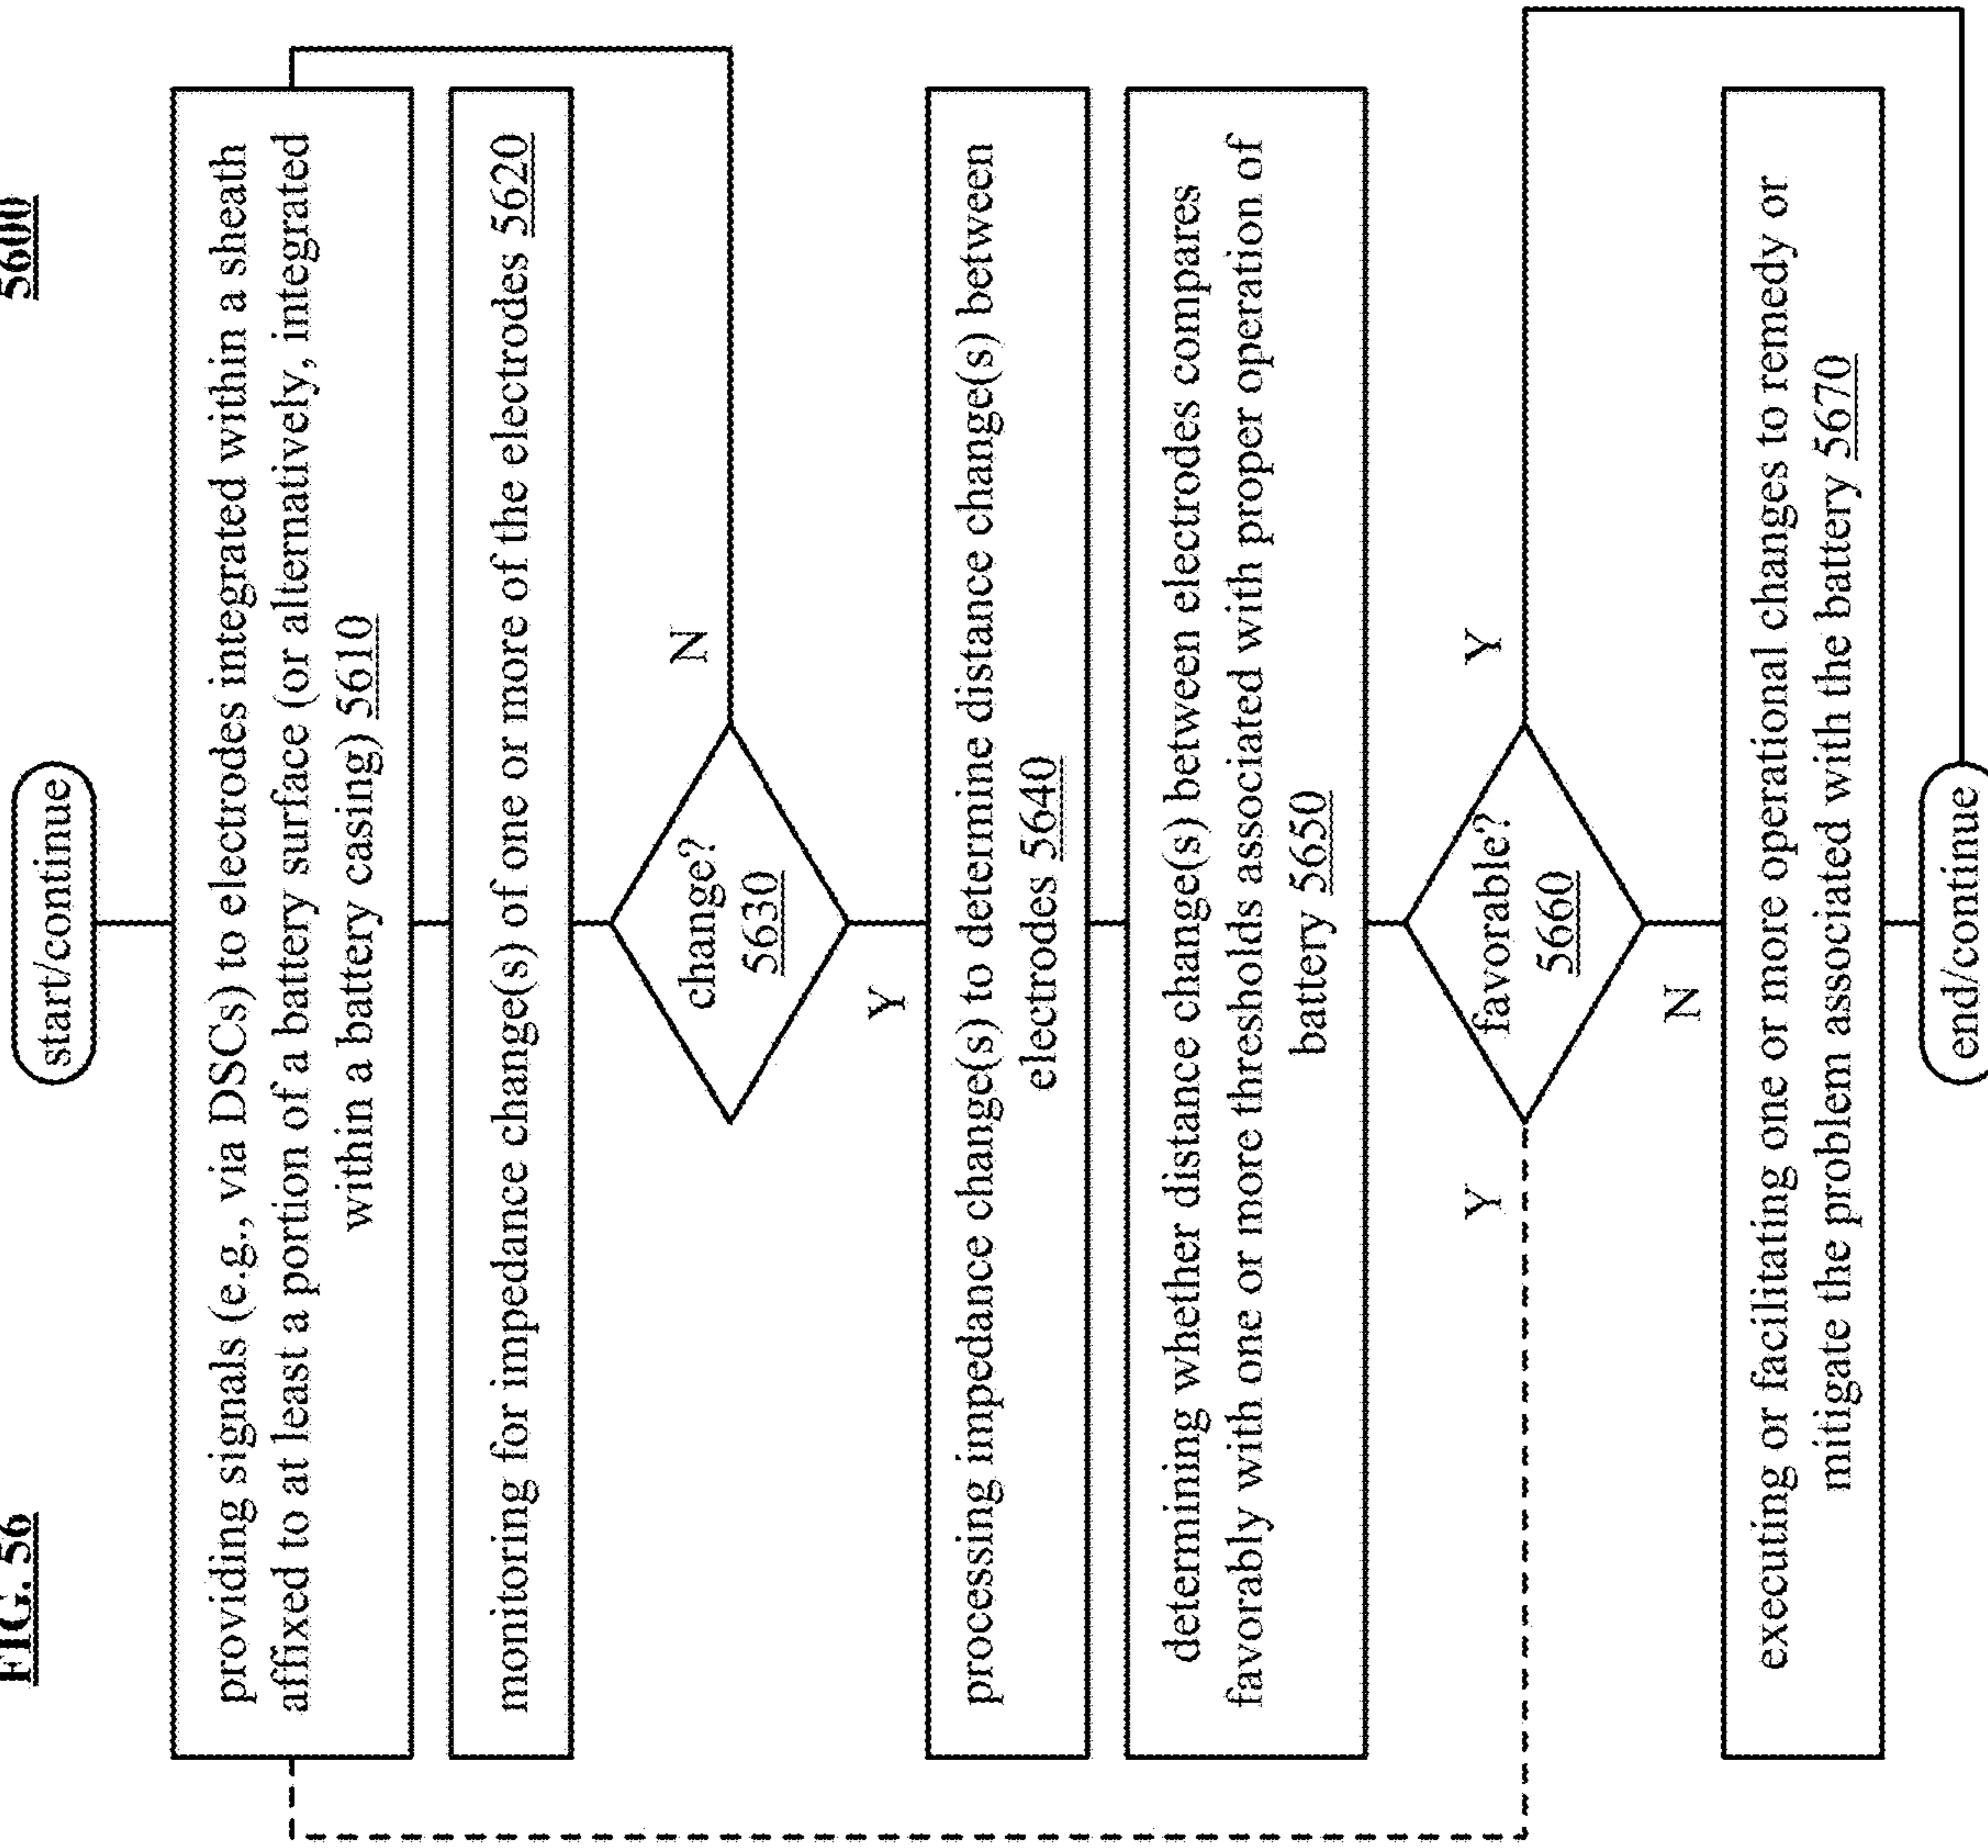 FIG. 56
5600
start/continue
providing signals (e.g., via DSCs) to electrodes integrated within a sheath
affixed to at least a portion of a battery surface (or alternatively, integrated
within a battery casing) 5610
monitoring for impedance change(s) of one or more of the electrodes 5620
change?
5630
N
Y
processing impedance change(s) to determine distance change(s) between
electrodes 5640
determining whether distance change(s) between electrodes compares
favorably with one or more thresholds associated with proper operation of
battery 5650
Y
favorable?
5660
Y
N
executing or facilitating one or more operational changes to remedy or
mitigate the problem associated with the battery 5670
end/continue